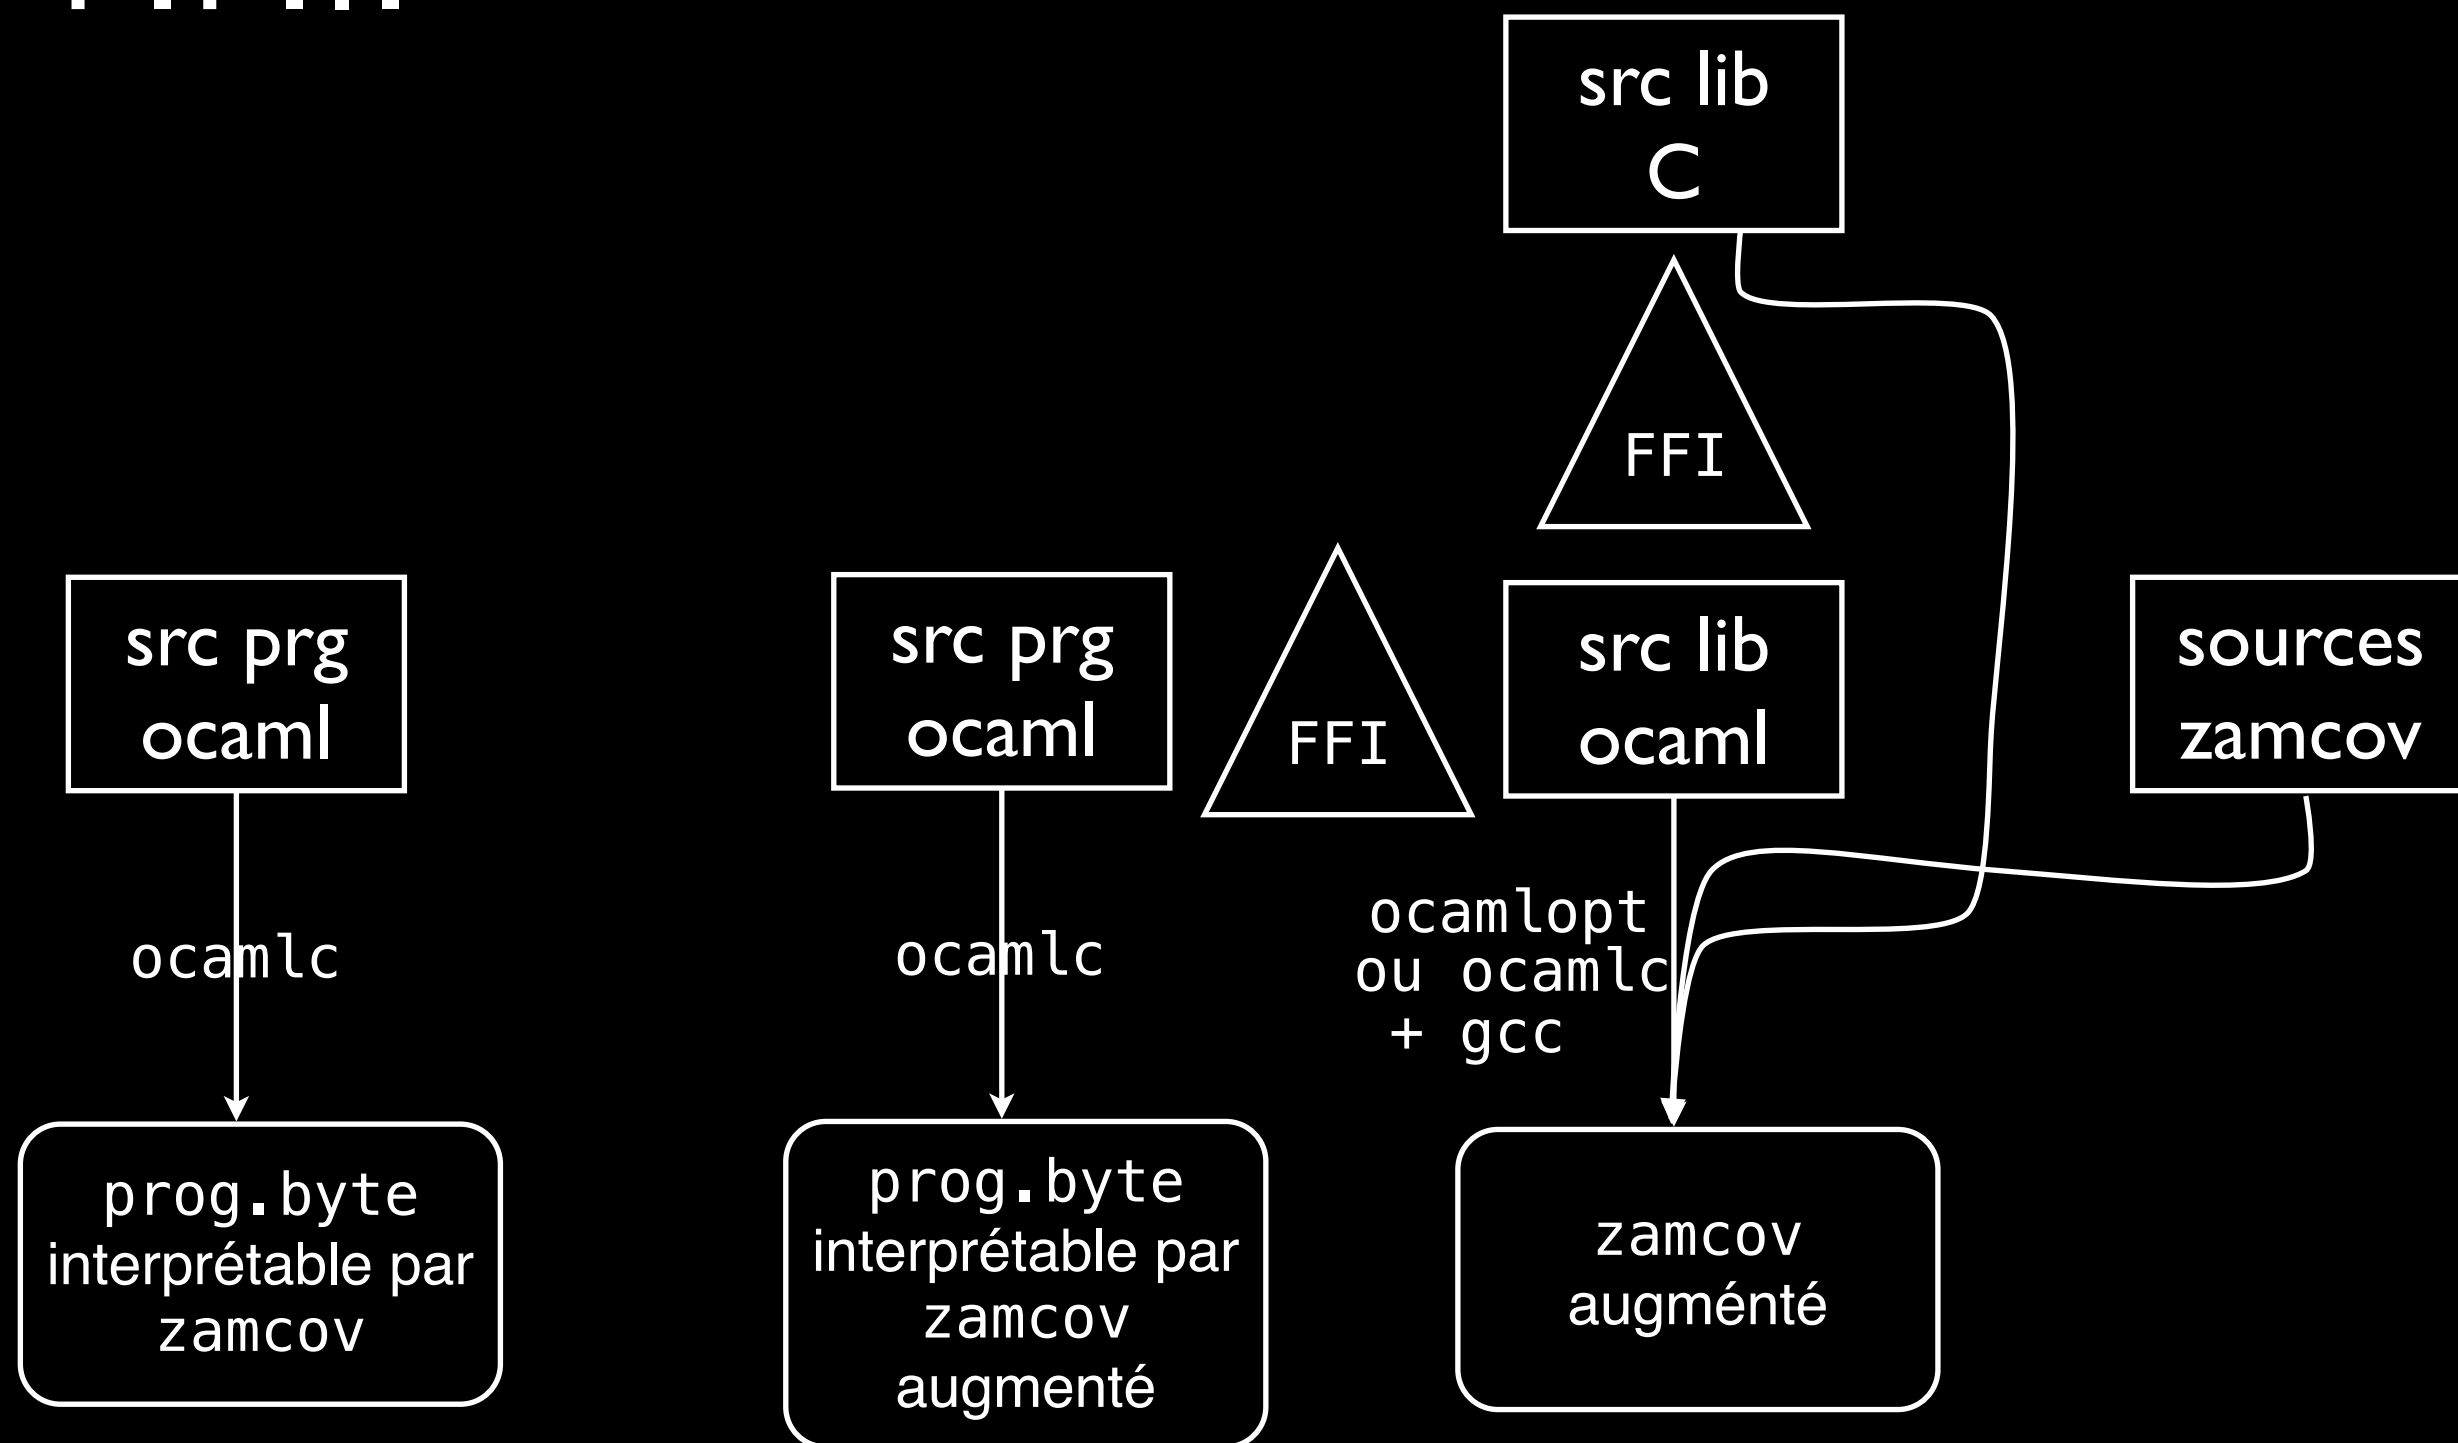 src lib
C
FFI
src prg
ocaml
src prg
ocaml
FFI
src lib
ocaml
sources
zamcov
ocamlc
ocamlc
ocamlopt
ou ocamlc
+ gcc
prog.byte
interprétable par
zamcov
prog.byte
interprétable par
zamcov
augmenté
zamcov
augménté